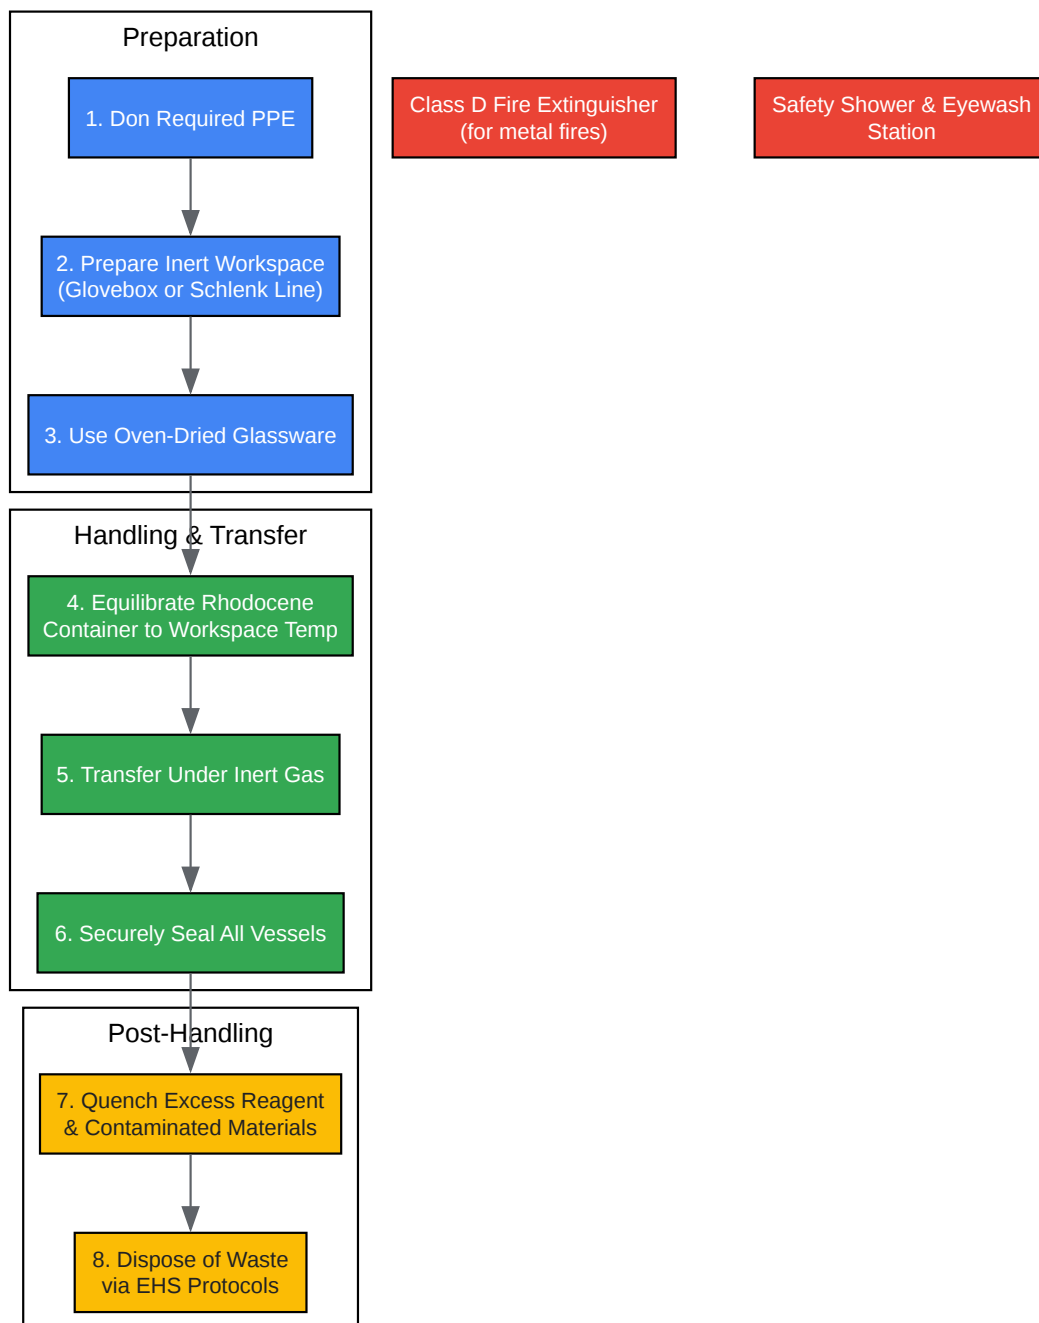 Preparation
1. Don Required PPE
Class D Fire Extinguisher
(for metal fires)
Safety Shower & Eyewash
Station
2. Prepare Inert Workspace
(Glovebox or Schlenk Line)
3. Use Oven-Dried Glassware
Handling & Transfer
4. Equilibrate Rhodocene
Container to Workspace Temp
5. Transfer Under Inert Gas
6. Securely Seal All Vessels
Post-Handling
7. Quench Excess Reagent
& Contaminated Materials
8. Dispose of Waste
via EHS Protocols